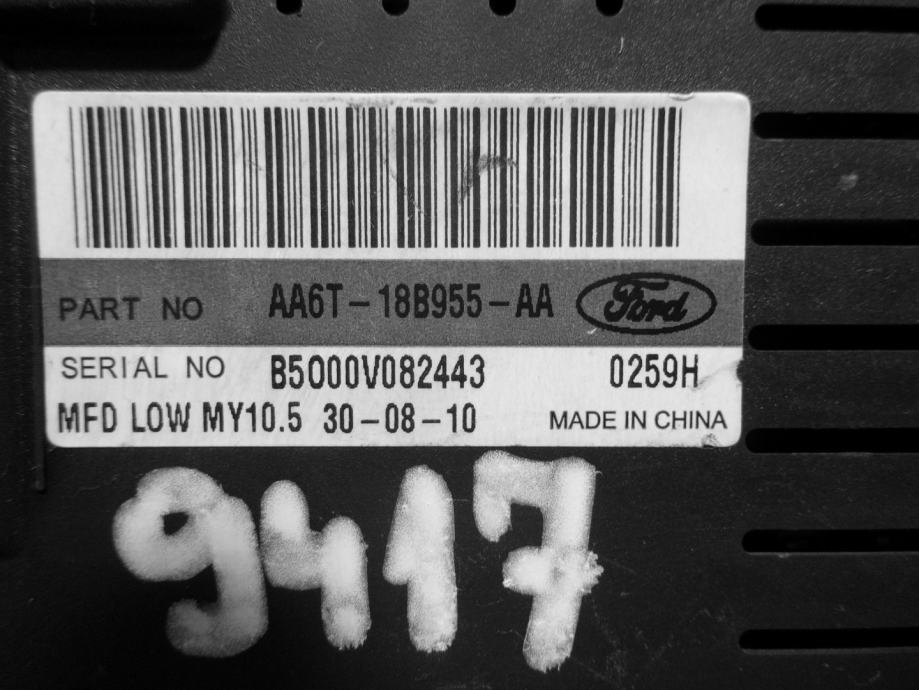 PART NO AA6T-18B955-AA Ford
SERIAL NO B5000V082443 0259H
MFD LOW MY10.5 30-08-10 MADE IN CHINA
9417